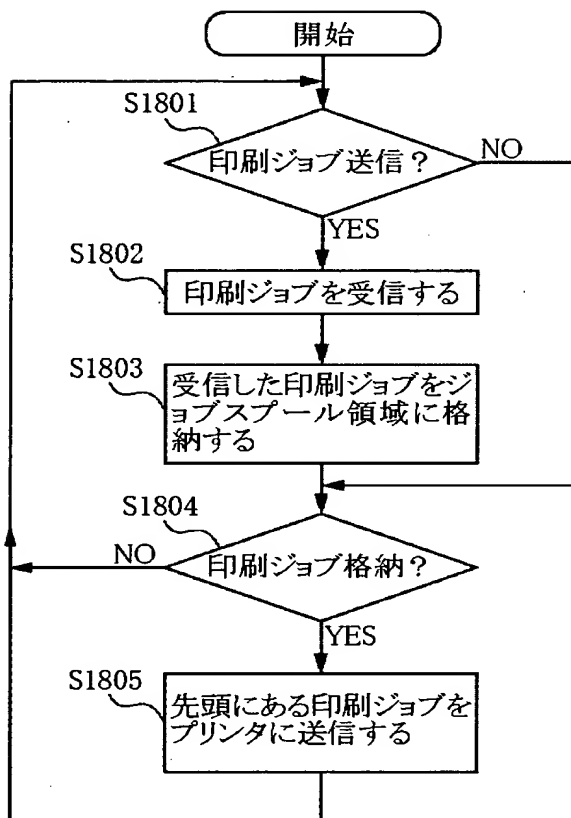 開始
S1801
印刷ジョブ送信?
NO
YES
S1802
印刷ジョブを受信する
S1803
受信した印刷ジョブをジ
ョブスプール領域に格
納する
S1804
NO
印刷ジョブ格納?
YES
S1805
先頭にある印刷ジョブを
プリンタに送信する